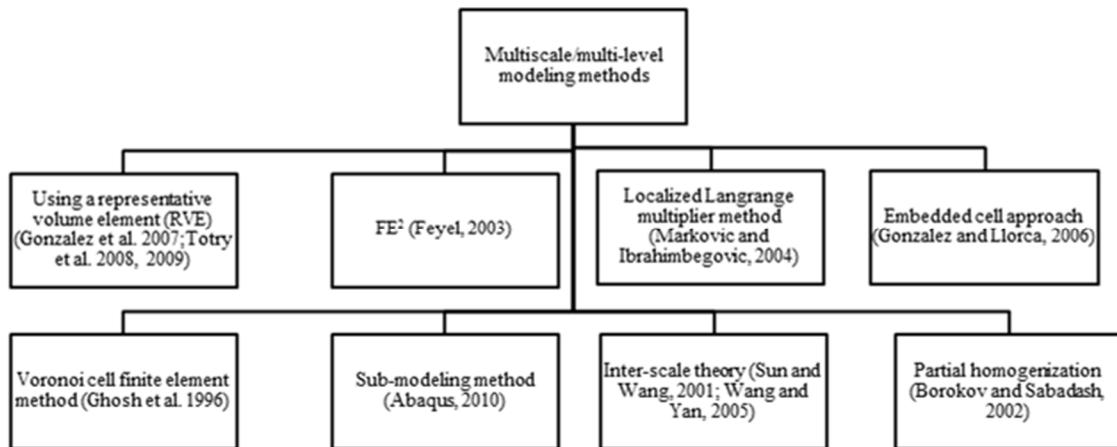 Multiscale/multi-level
modeling methods
Using a representative
volume element (RVE)
(Gonzalez et al. 2007;Totry
et al. 2008, 2009)
FE² (Feyel, 2003)
Localized Langrange
multiplier method
(Markovic and
Ibrahimbegovic, 2004)
Embedded cell approach
(Gonzalez and Llorca, 2006)
Voronoi cell finite element
method (Ghosh et al. 1996)
Sub-modeling method
(Abaqus, 2010)
Inter-scale theory (Sun and
Wang, 2001; Wang and
Yan, 2005)
Partial homogenization
(Borokov and Sabadash,
2002)